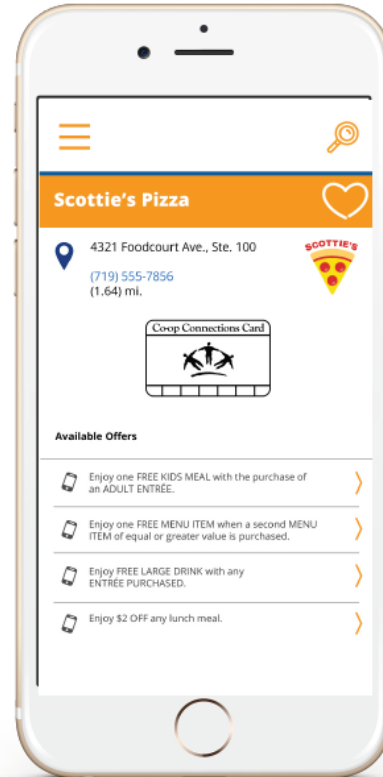 Scottie's Pizza
4321 Foodcourt Ave., Ste. 100
SCOTTIE'S
(719) 555-7856
(1.64) mi.
Co-op Connections Card
Available Offers
Enjoy one FREE KIDS MEAL with the purchase of
an ADULT ENTRÉE.
Enjoy one FREE MENU ITEM when a second MENU
ITEM of equal or greater value is purchased.
Enjoy FREE LARGE DRINK with any
ENTRÉE PURCHASED.
Enjoy $2 OFF any lunch meal.